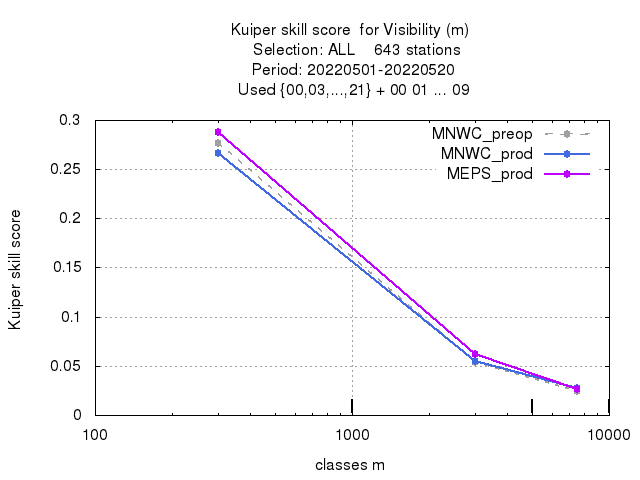 Kuiper skill score  for Visibility (m)
Selection: ALL    643 stations
Period: 20220501-20220520
Used {00,03,...,21} + 00 01 ... 09
MNWC_preop
MNWC_prod
MEPS_prod
0.3
0.25
0.2
0.15
0.1
0.05
0
Kuiper skill score
100
1000
10000
classes m